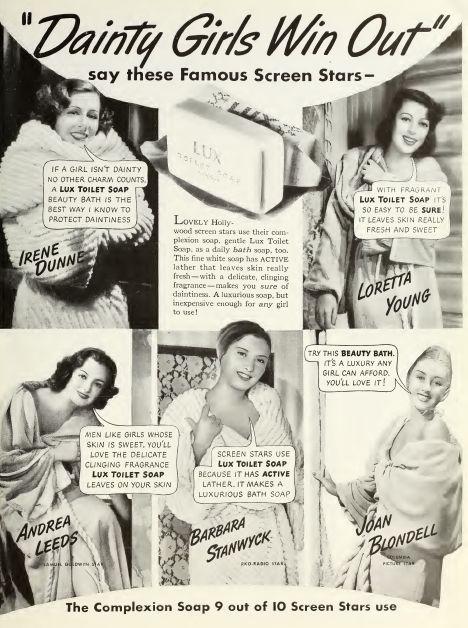 "Dainty Girls Win Out"
say these Famous Screen Stars–
LUX
LUX
TOILET SOAP
IF A GIRL ISN'T DAINTY
NO OTHER CHARM COUNTS.
A LUX TOILET SOAP
BEAUTY BATH IS THE
BEST WAY I KNOW TO
PROTECT DAINTINESS
IRENE
DUNNE
LOVELY Holly-
wood screen stars use their com-
plexion soap, gentle Lux Toilet
Soap, as a daily bath soap, too.
This fine white soap has ACTIVE
lather that leaves skin really
fresh—with a delicate, clinging
fragrance—makes you sure of
daintiness. A luxurious soap, but
inexpensive enough for any girl
to use!
WITH FRAGRANT
LUX TOILET SOAP IT'S
SO EASY TO BE SURE!
IT LEAVES SKIN REALLY
FRESH AND SWEET
LORETTA
YOUNG
MEN LIKE GIRLS WHOSE
SKIN IS SWEET. YOU'LL
LOVE THE DELICATE
CLINGING FRAGRANCE
LUX TOILET SOAP
LEAVES ON YOUR SKIN
ANDREA
LEEDS
SAMUEL GOLDWYN STAR
SCREEN STARS USE
LUX TOILET SOAP
BECAUSE IT HAS ACTIVE
LATHER. IT MAKES A
LUXURIOUS BATH SOAP
BARBARA
STANWYCK
RKO-RADIO STAR
TRY THIS BEAUTY BATH.
IT'S A LUXURY ANY
GIRL CAN AFFORD.
YOU'LL LOVE IT!
JOAN
BLONDELL
COLUMBIA
PICTURE STAR
The Complexion Soap 9 out of 10 Screen Stars use